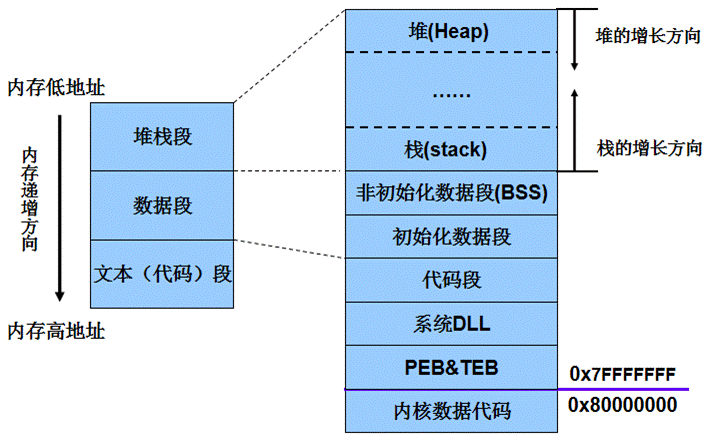 内存低地址
内存递增方向
内存高地址
堆栈段
数据段
文本（代码）段
堆(Heap)
……
栈(stack)
非初始化数据段(BSS)
初始化数据段
代码段
系统DLL
PEB&TEB
内核数据代码
堆的增长方向
栈的增长方向
0x7FFFFFFF
0x80000000